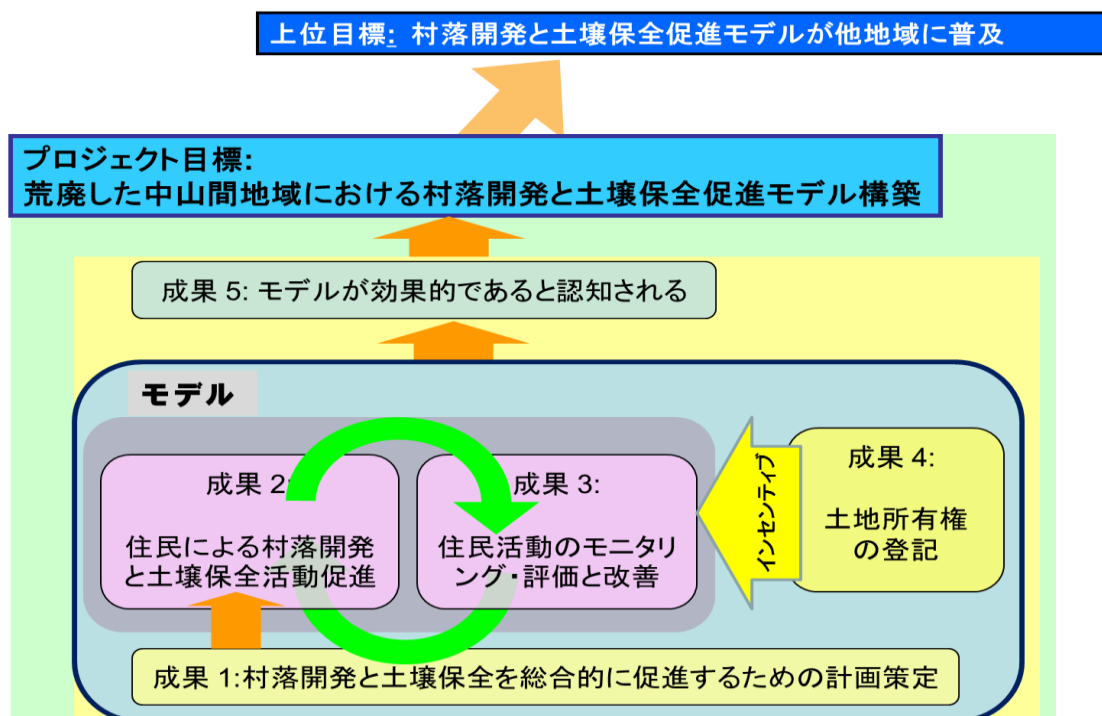 上位目標: 村落開発と土壌保全促進モデルが他地域に普及
プロジェクト目標:
荒廃した中山間地域における村落開発と土壌保全促進モデル構築
成果 5: モデルが効果的であると認知される
モデル
成果 2:
住民による村落開発
と土壌保全活動促進
成果 3:
住民活動のモニタリ
ング・評価と改善
インセンティブ
成果 4:
土地所有権
の登記
成果 1:村落開発と土壌保全を総合的に促進するための計画策定